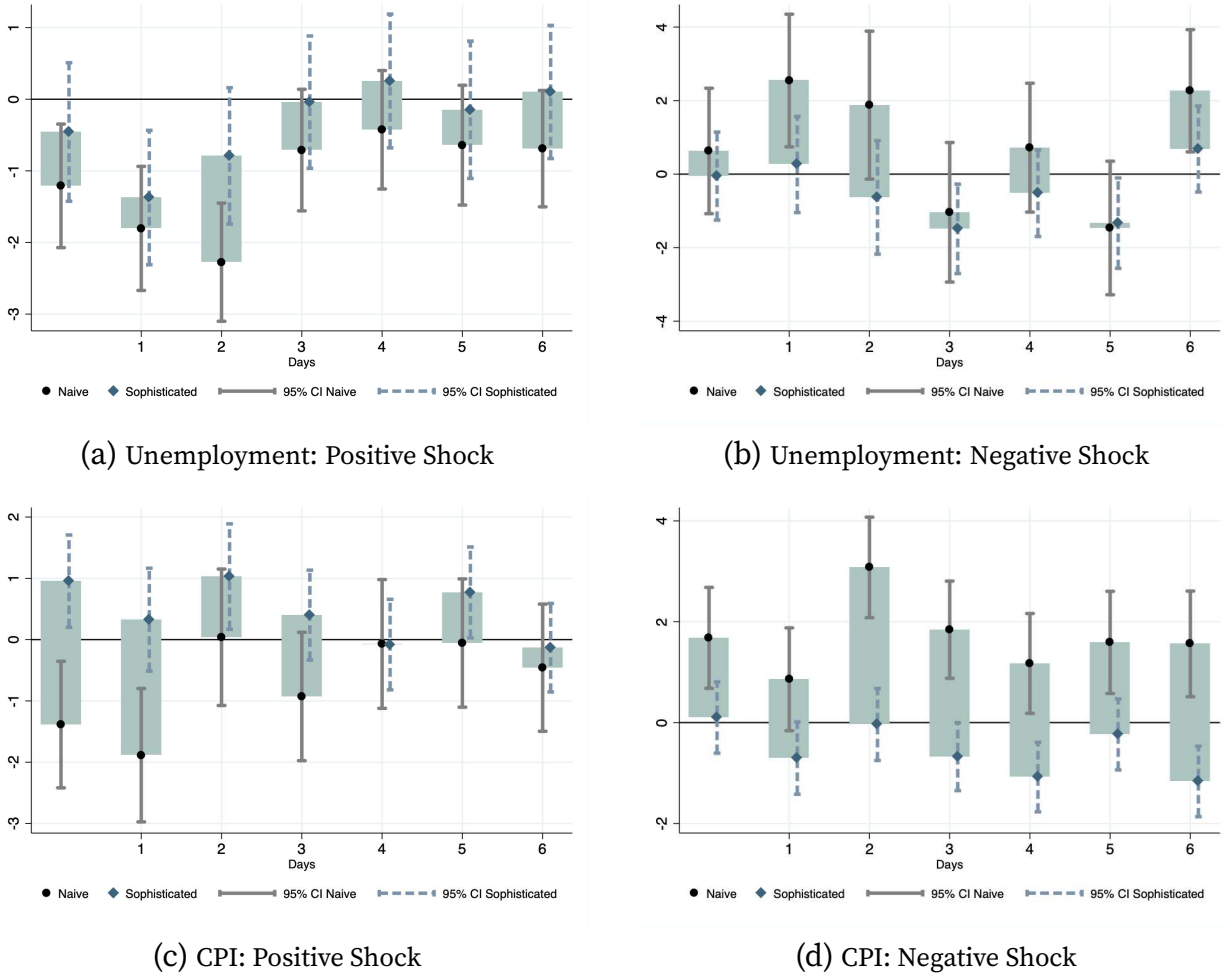 1
0
-1
-2
-3
1 2 3 4 5 6
Days
Naive Sophisticated 95% CI Naive 95% CI Sophisticated
(a) Unemployment: Positive Shock
4
2
0
-2
-4
1 2 3 4 5 6
Days
Naive Sophisticated 95% CI Naive 95% CI Sophisticated
(b) Unemployment: Negative Shock
2
1
0
-1
-2
-3
1 2 3 4 5 6
Days
Naive Sophisticated 95% CI Naive 95% CI Sophisticated
(c) CPI: Positive Shock
4
2
0
-2
1 2 3 4 5 6
Days
Naive Sophisticated 95% CI Naive 95% CI Sophisticated
(d) CPI: Negative Shock